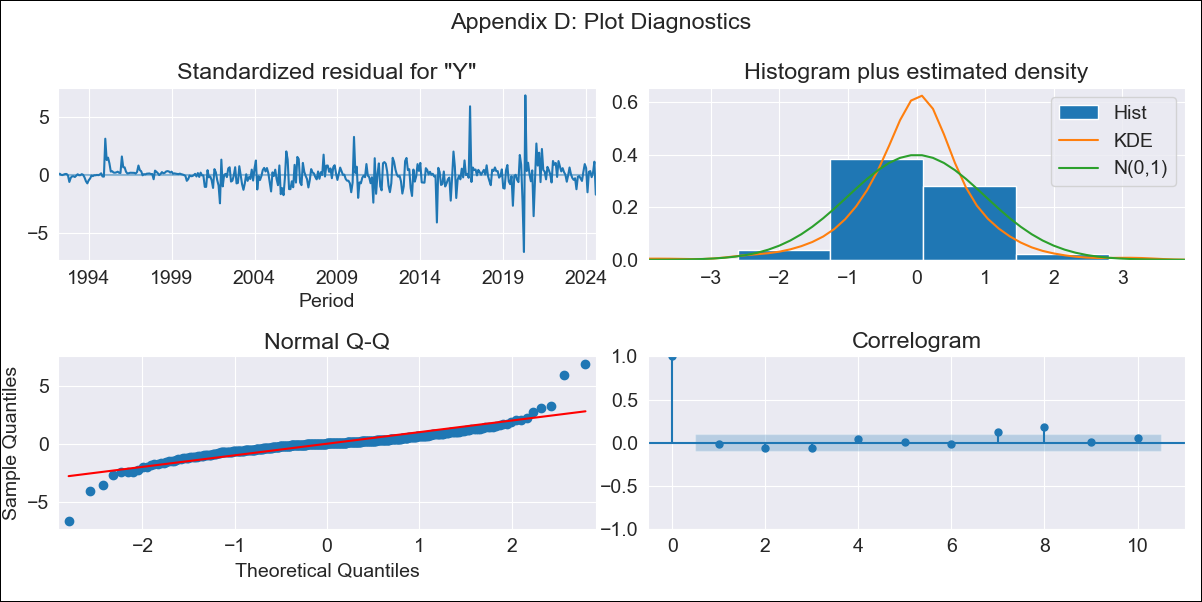 Appendix D: Plot Diagnostics
Standardized residual for "Y"
5
0
−5
1994 1999 2004 2009 2014 2019 2024
Period
Histogram plus estimated density
0.6
0.4
0.2
0.0
−3 −2 −1 0 1 2 3
Hist
KDE
N(0,1)
Normal Q-Q
Sample Quantiles
5
0
−5
−2 −1 0 1 2
Theoretical Quantiles
Correlogram
1.0
0.5
0.0
−0.5
−1.0
0 2 4 6 8 10